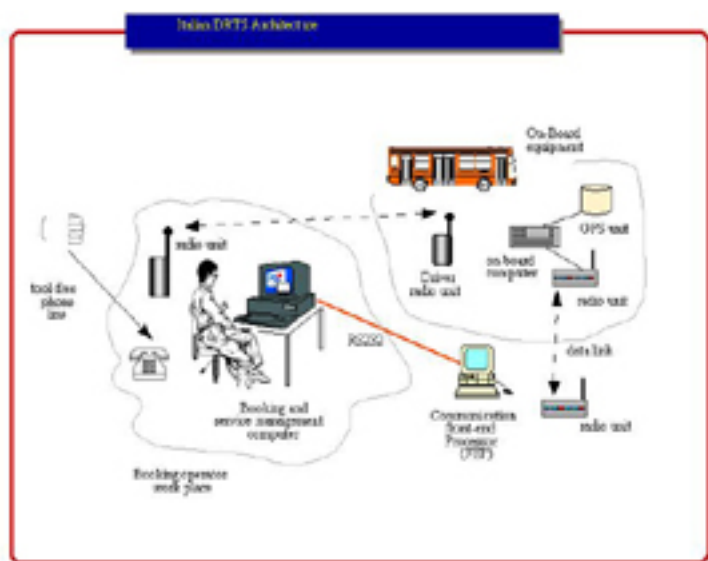 Italian DRTS Architecture
On-Board
equipment
radio unit
GPS unit
Driver
radio unit
on-board
computer
radio unit
tool free
phone
line
RS232
data link
Booking and
service management
computer
Communication
front-end
Processor
(FEP)
radio unit
Booking operator
work place